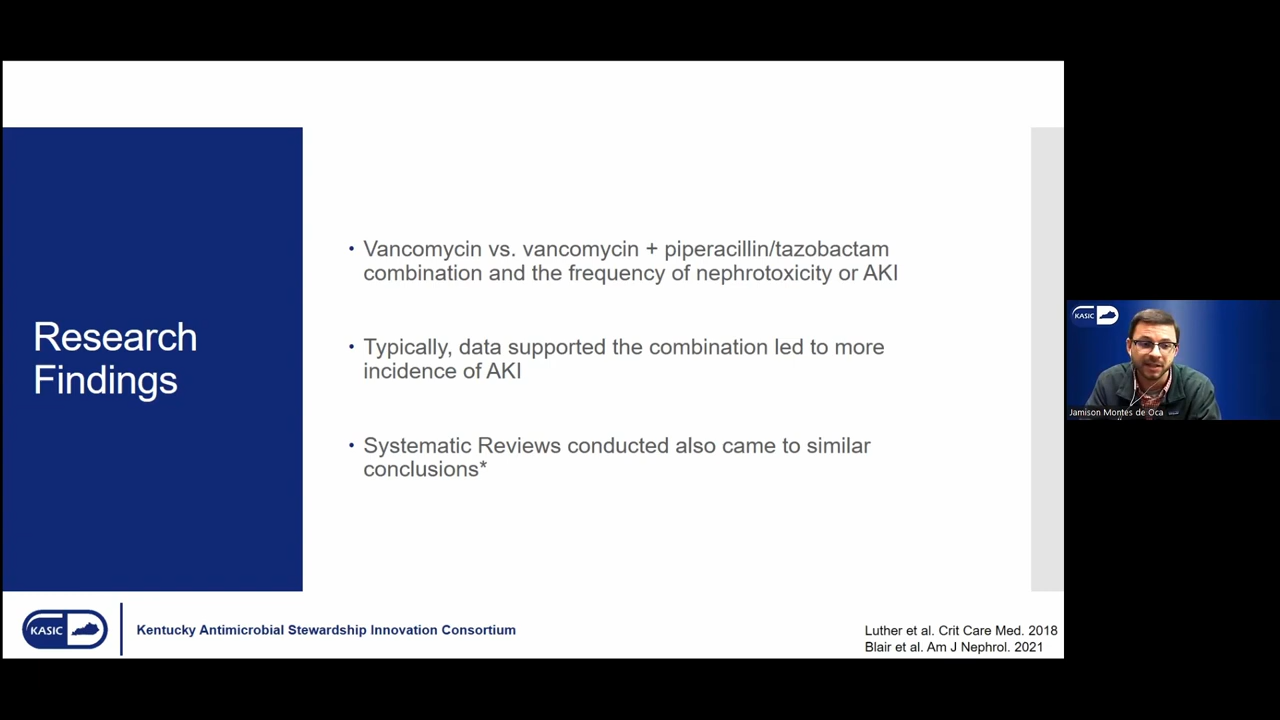 Research
Findings
• Vancomycin vs. vancomycin + piperacillin/tazobactam
combination and the frequency of nephrotoxicity or AKI
• Typically, data supported the combination led to more
incidence of AKI
• Systematic Reviews conducted also came to similar
conclusions*
KASIC
Kentucky Antimicrobial Stewardship Innovation Consortium
Luther et al. Crit Care Med. 2018
Blair et al. Am J Nephrol. 2021
KASIC
Jamison Montes de Oca